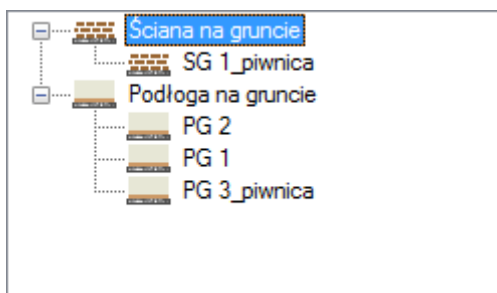 Ściana na gruncie
SG 1_piwnica
Podłoga na gruncie
PG 2
PG 1
PG 3_piwnica